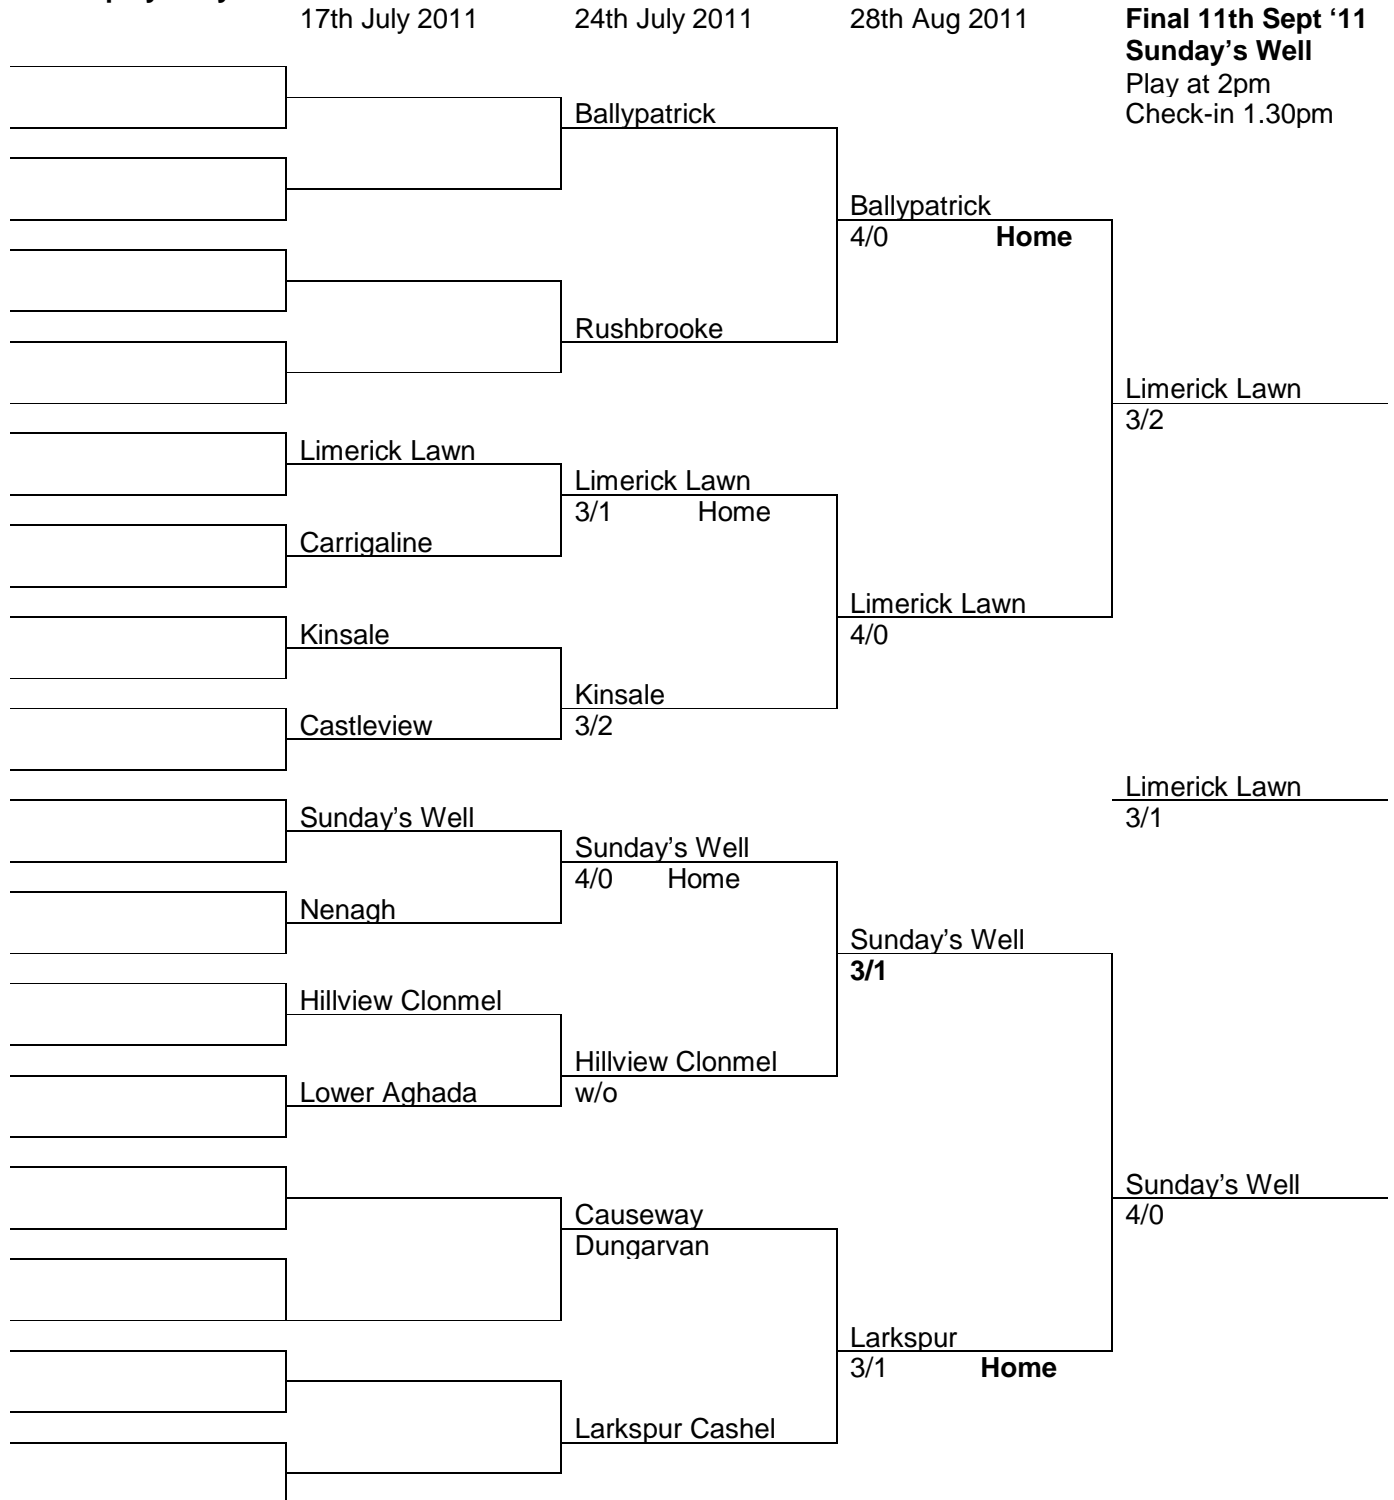 17th July 2011
24th July 2011
28th Aug 2011
Final 11th Sept ‘11
Sunday’s Well
Play at 2pm
Check-in 1.30pm
Ballypatrick
Ballypatrick
4/0 Home
Rushbrooke
Limerick Lawn
3/2
Limerick Lawn
Limerick Lawn
3/1 Home
Carrigaline
Limerick Lawn
4/0
Kinsale
Kinsale
3/2
Castleview
Limerick Lawn
3/1
Sunday’s Well
Sunday’s Well
4/0 Home
Nenagh
Sunday’s Well
3/1
Hillview Clonmel
Hillview Clonmel
w/o
Lower Aghada
Sunday’s Well
4/0
Causeway
Dungarvan
Larkspur
3/1 Home
Larkspur Cashel